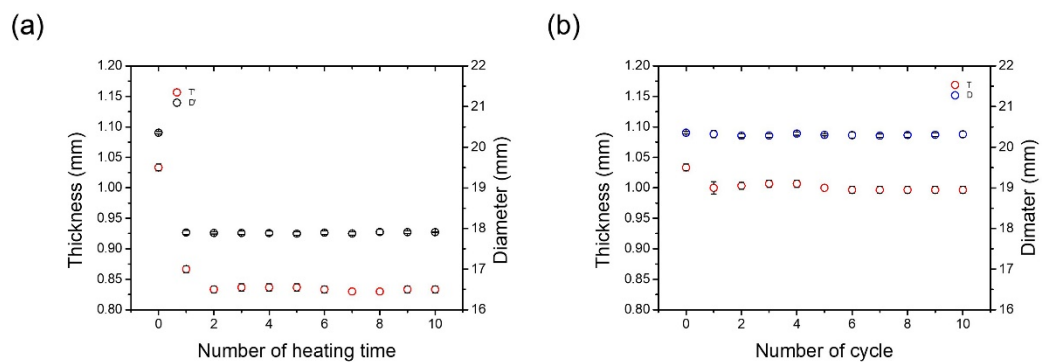 (a)
1.20
1.15
1.10
1.05
1.00
0.95
0.90
0.85
0.80
Thickness (mm)
T'
D'
22
21
20
19
18
17
16
Diameter (mm)
0 2 4 6 8 10
Number of heating time
(b)
1.20
1.15
1.10
1.05
1.00
0.95
0.90
0.85
0.80
Thickness (mm)
T
D
22
21
20
19
18
17
16
Dimater (mm)
0 2 4 6 8 10
Number of cycle